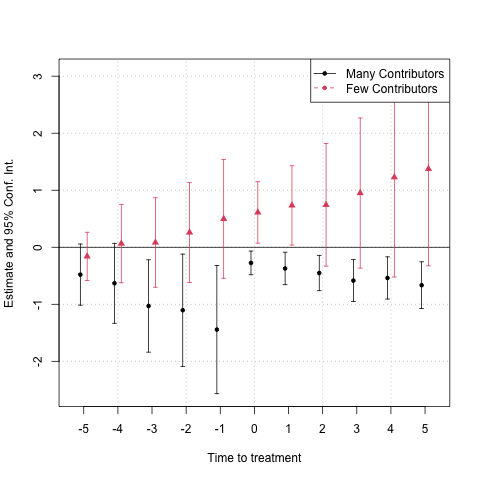 Many Contributors
Few Contributors
Estimate and 95% Conf. Int.
3
2
1
0
-1
-2
-5 -4 -3 -2 -1 0 1 2 3 4 5
Time to treatment